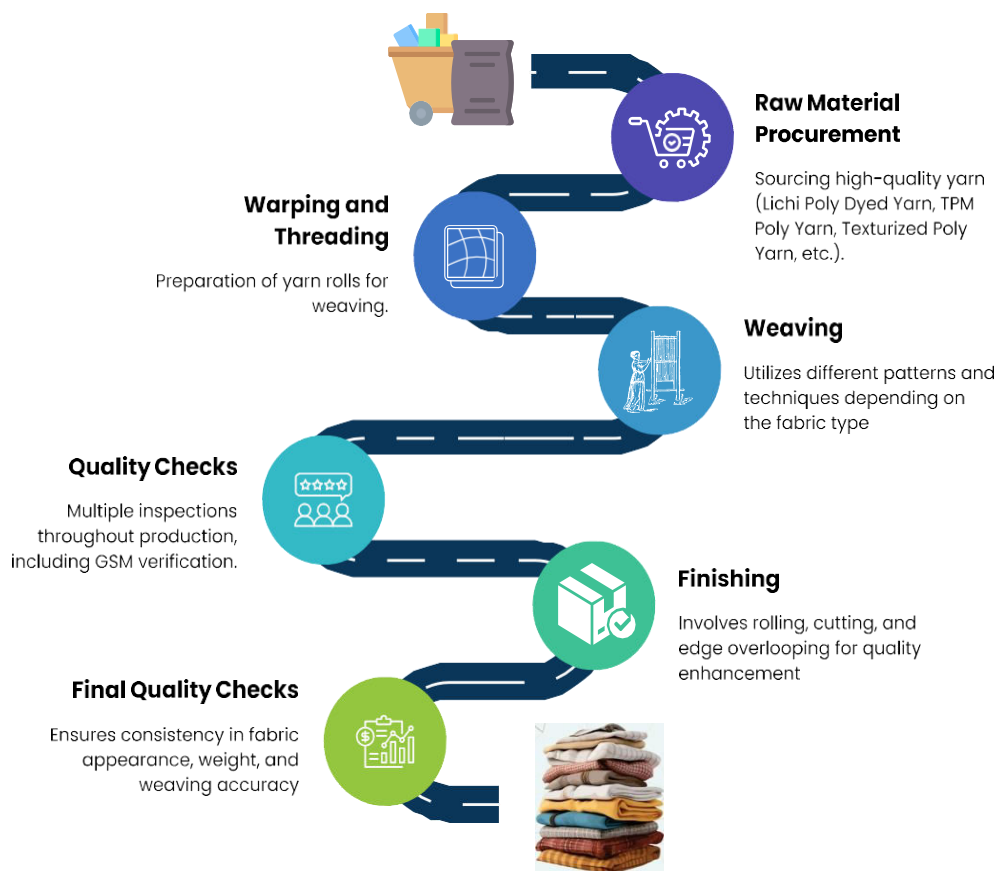 Raw Material
Procurement
Sourcing high-quality yarn
(Lichi Poly Dyed Yarn, TPM
Poly Yarn, Texturized Poly
Yarn, etc.).
Warping and
Threading
Preparation of yarn rolls for
weaving.
Weaving
Utilizes different patterns and
techniques depending on
the fabric type
Quality Checks
Multiple inspections
throughout production,
including GSM verification.
Finishing
Involves rolling, cutting, and
edge overlooping for quality
enhancement
Final Quality Checks
Ensures consistency in fabric
appearance, weight, and
weaving accuracy